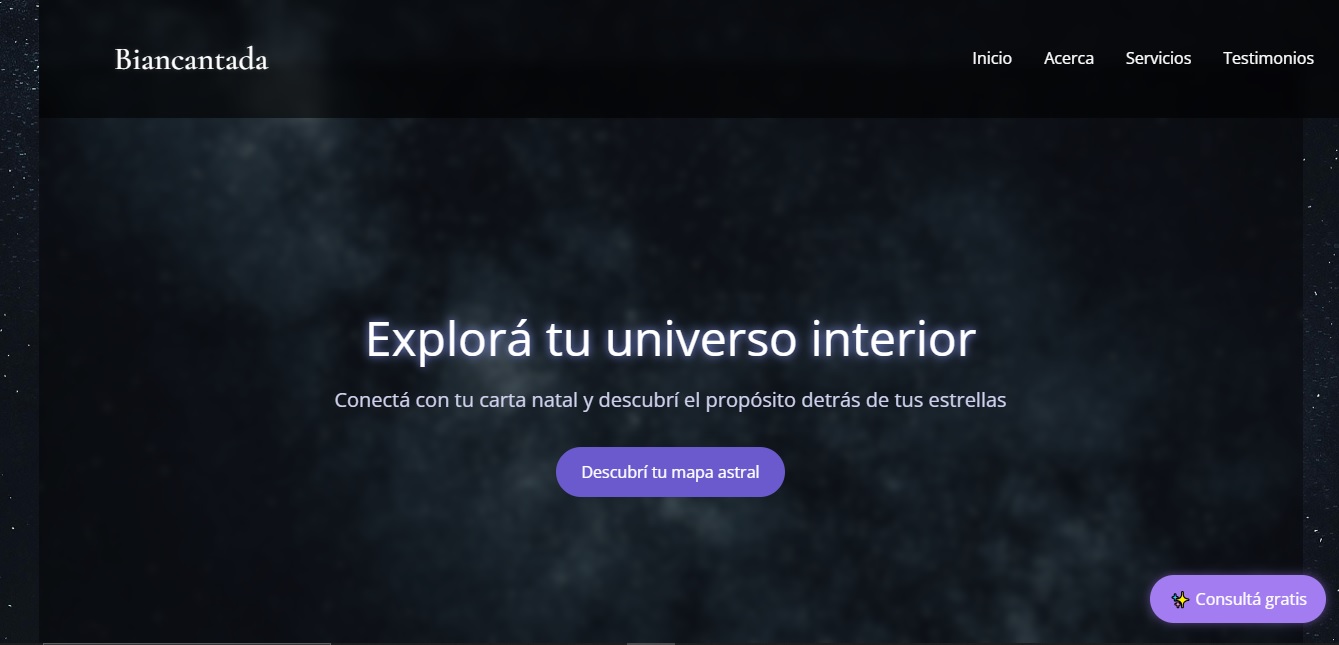 Biancantada
Inicio Acerca Servicios Testimonios
Explorá tu universo interior
Conectá con tu carta natal y descubrí el propósito detrás de tus estrellas
Descubrí tu mapa astral
✨ Consultá gratis